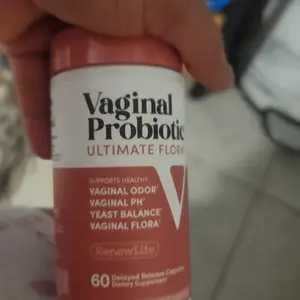 Vaginal
Probiotic
ULTIMATE FLORA
SUPPORTS HEALTHY:
VAGINAL ODOR*
VAGINAL PH*
YEAST BALANCE*
VAGINAL FLORA*
V
RenewLife
60 Delayed Release Capsules
Dietary Supplement